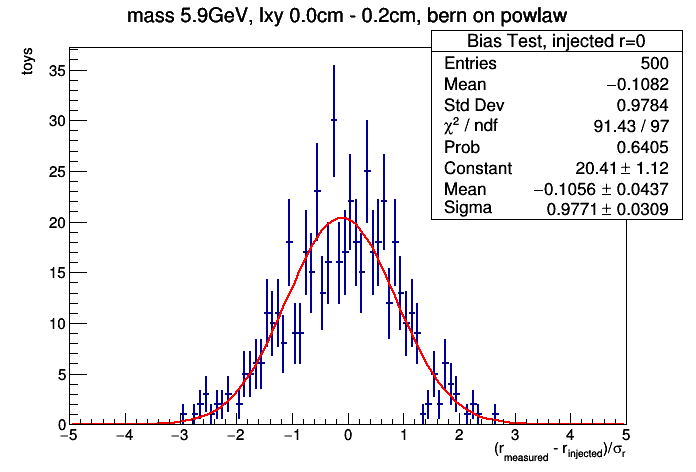 mass 5.9GeV, lxy 0.0cm - 0.2cm, bern on powlaw
Bias Test, injected r=0
Entries 500
Mean −0.1082
Std Dev 0.9784
χ² / ndf 91.43 / 97
Prob 0.6405
Constant 20.41 ± 1.12
Mean −0.1056 ± 0.0437
Sigma 0.9771 ± 0.0309
toys
35
30
25
20
15
10
5
0
−5 −4 −3 −2 −1 0 1 2 3 4 5
(r_measured - r_injected)/σ_r